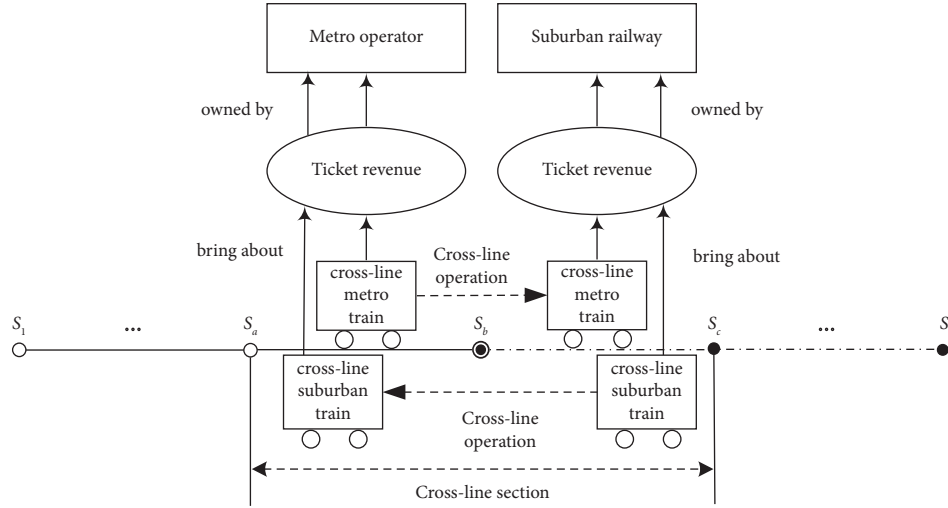 Metro operator
Suburban railway
owned by
owned by
Ticket revenue
Ticket revenue
bring about
bring about
Cross-line
operation
cross-line
metro
train
cross-line
metro
train
S1
...
Sa
Sb
Sc
...
S
cross-line
suburban
train
cross-line
suburban
train
Cross-line
operation
Cross-line section